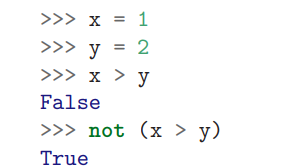 >>> x = 1
>>> y = 2
>>> x > y
False
>>> not (x > y)
True